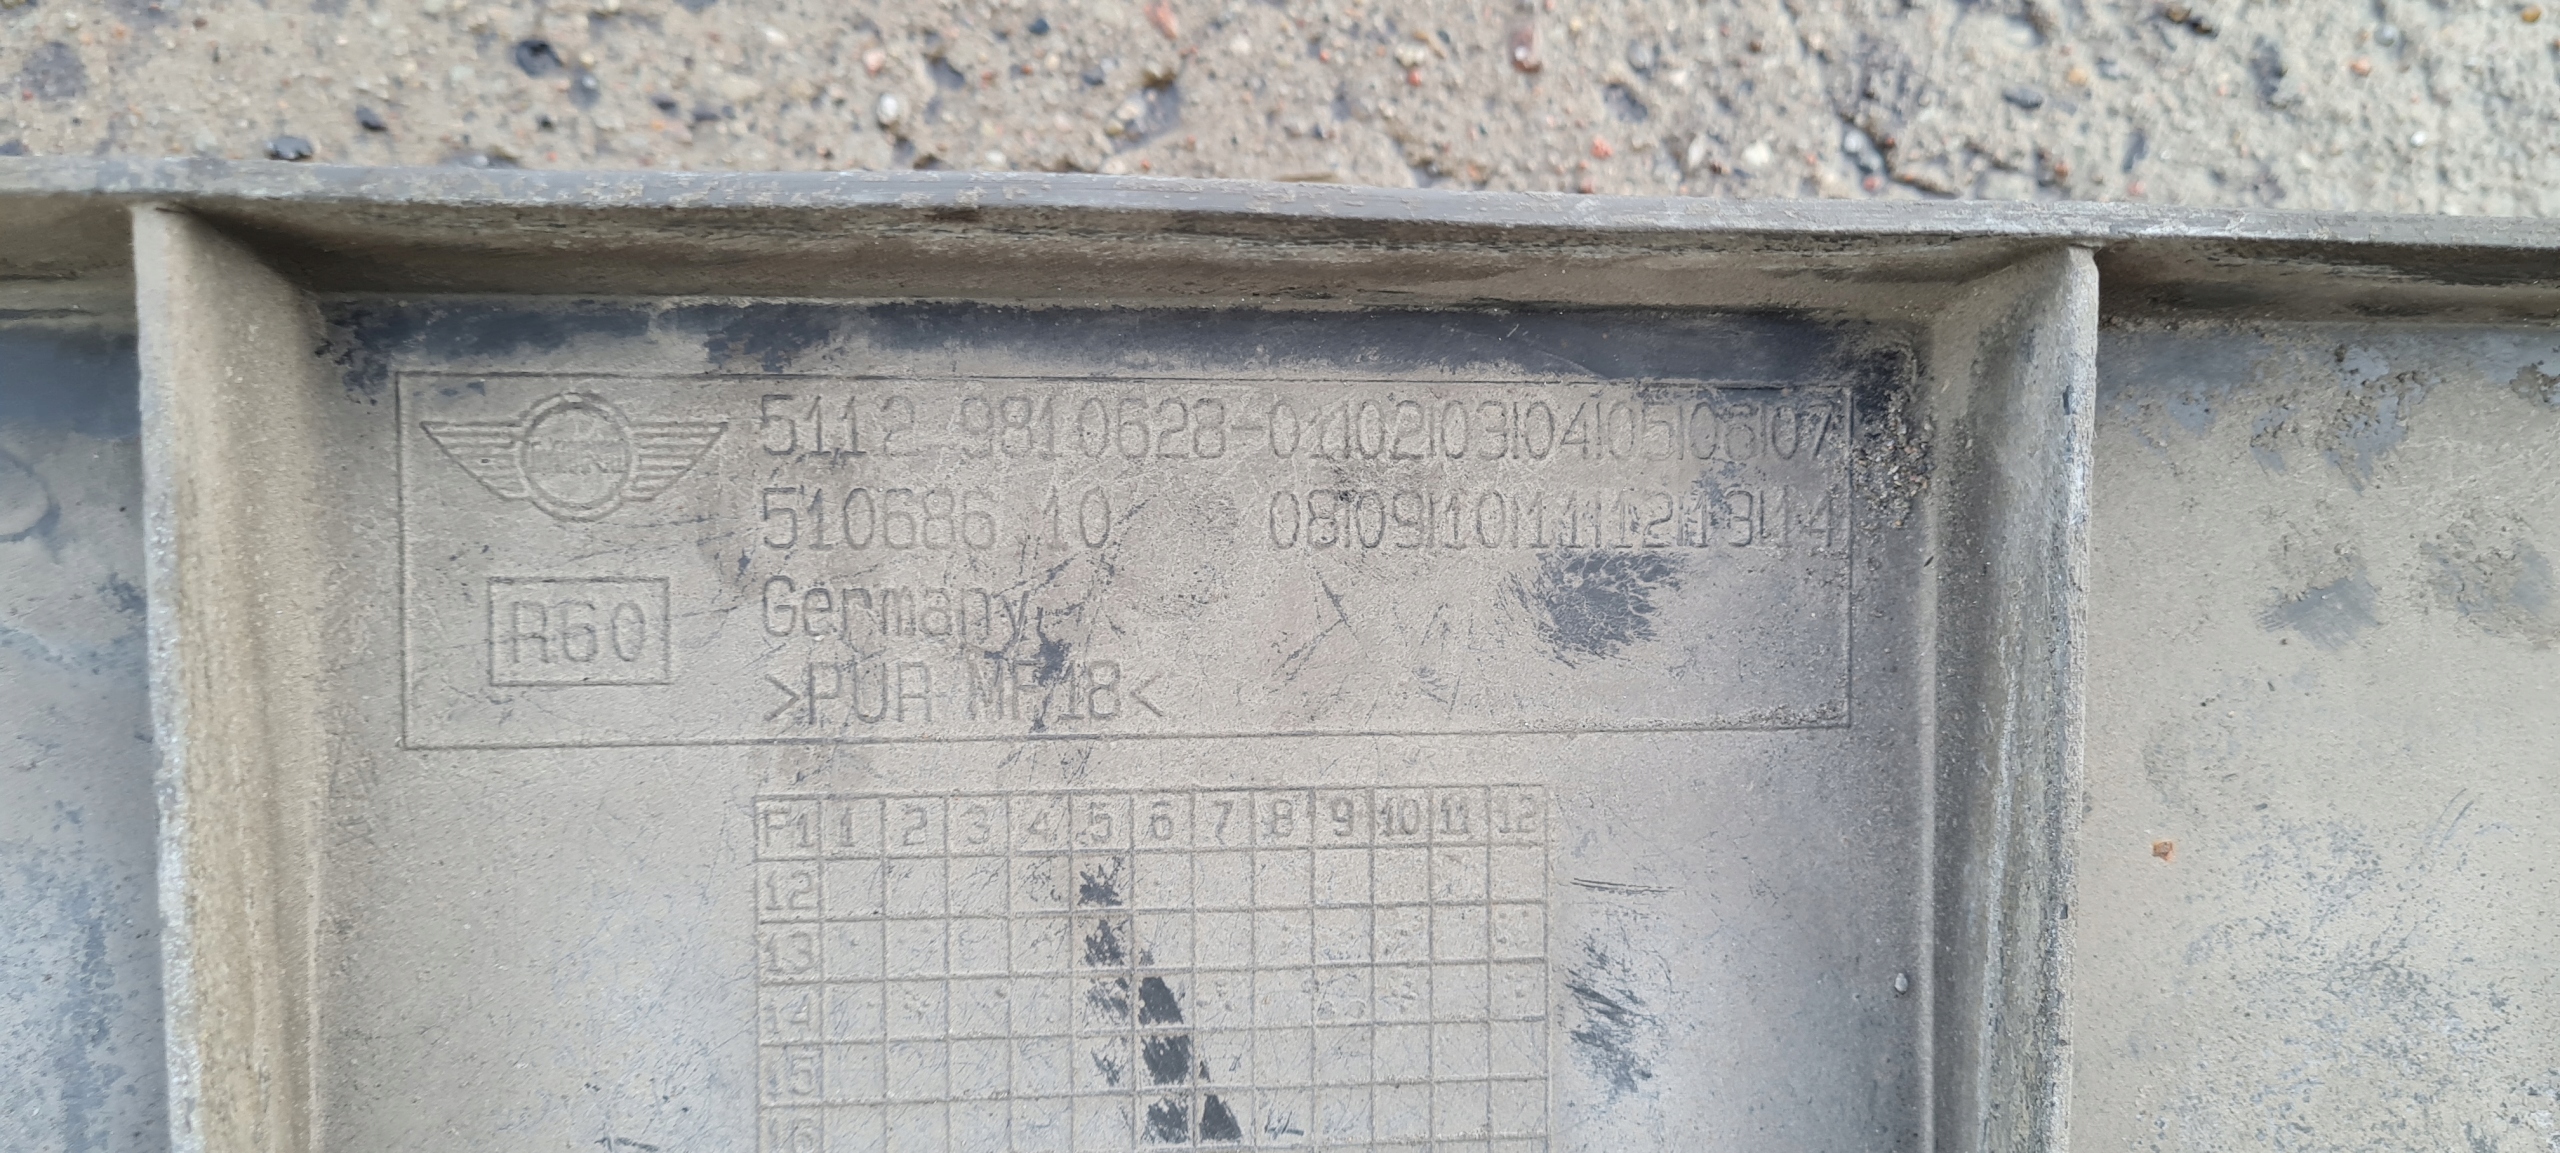 MINI
5112 9810628-01|02|03|04|05|06|07
510686 10 08|09|10|11|12|13|14
Germany
R60
>PUR MF18<
P1 1 2 3 4 5 6 7 8 9 10 11 12
12
13
14
15
16